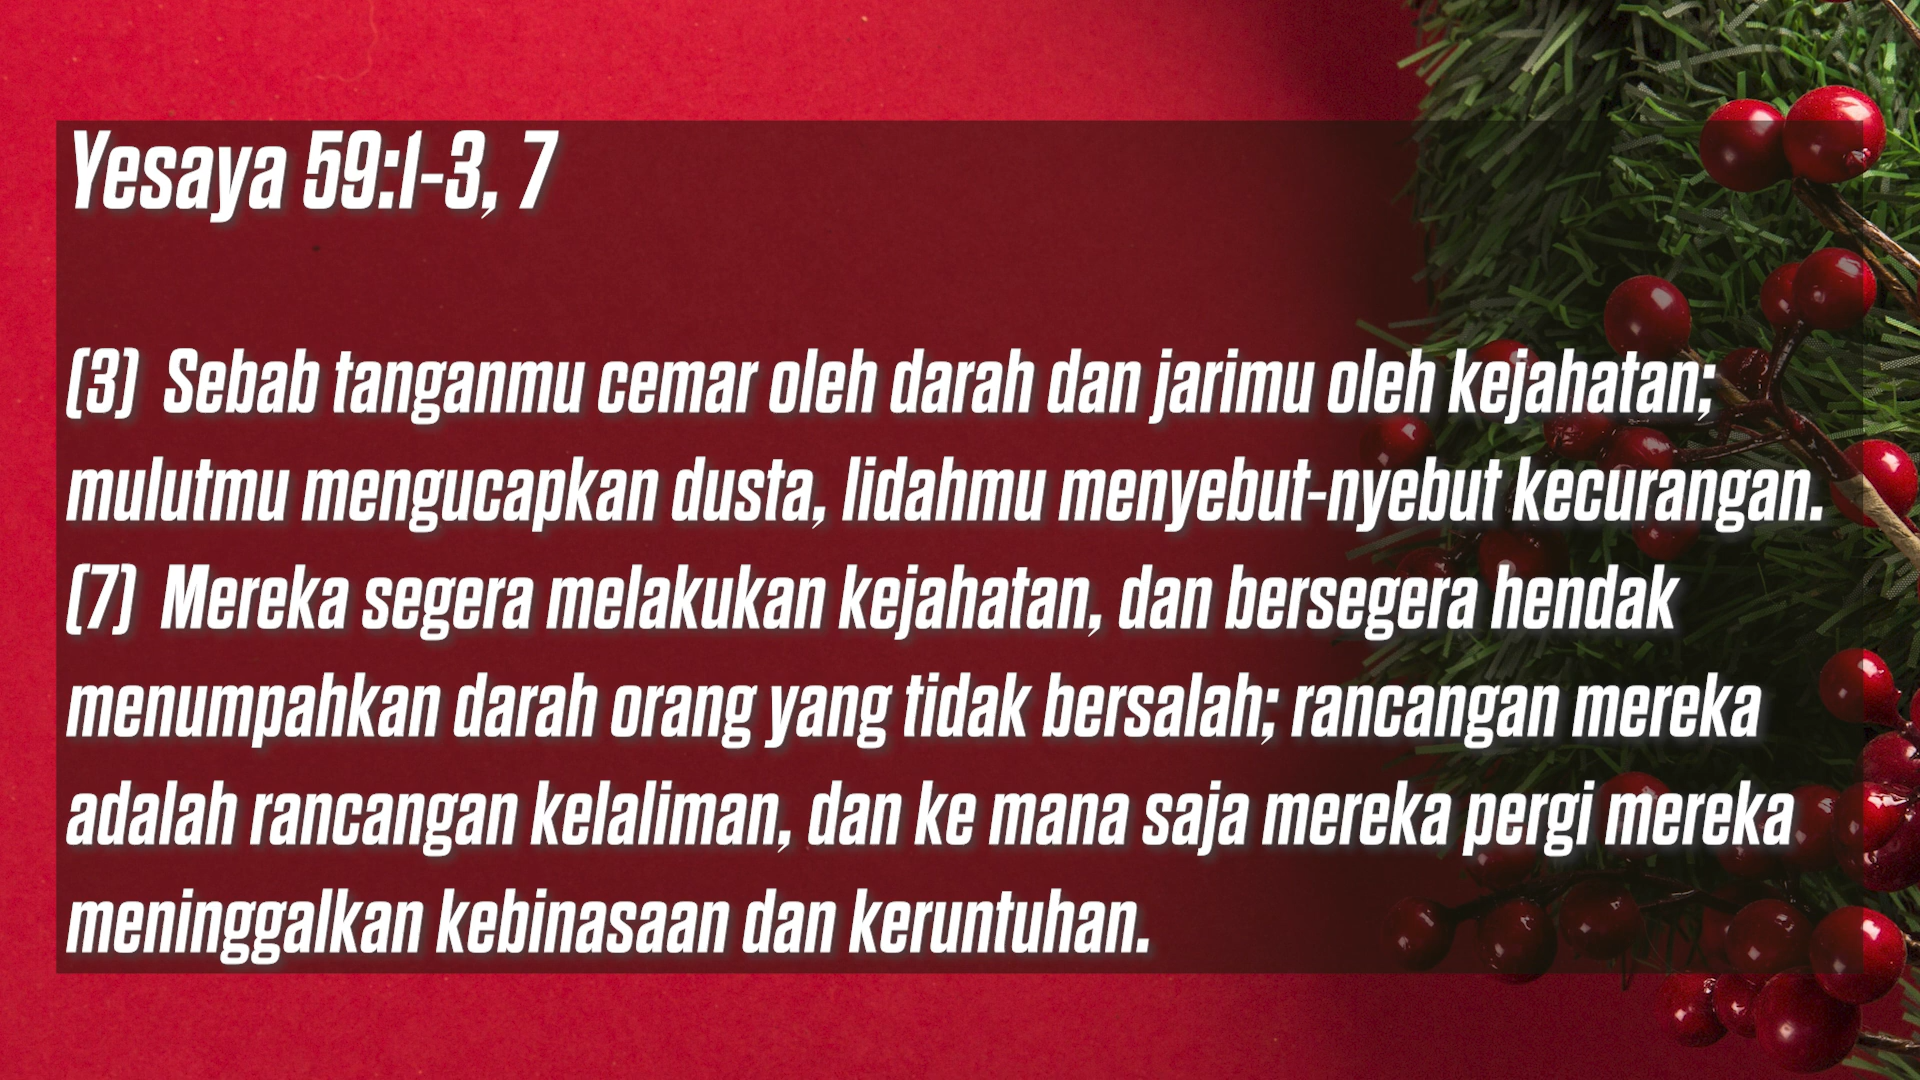 Yesaya 59:1-3, 7
(3) Sebab tanganmu cemar oleh darah dan jarimu oleh kejahatan;
mulutmu mengucapkan dusta, lidahmu menyebut-nyebut kecurangan.
(7) Mereka segera melakukan kejahatan, dan bersegera hendak
menumpahkan darah orang yang tidak bersalah; rancangan mereka
adalah rancangan kelaliman, dan ke mana saja mereka pergi mereka
meninggalkan kebinasaan dan keruntuhan.